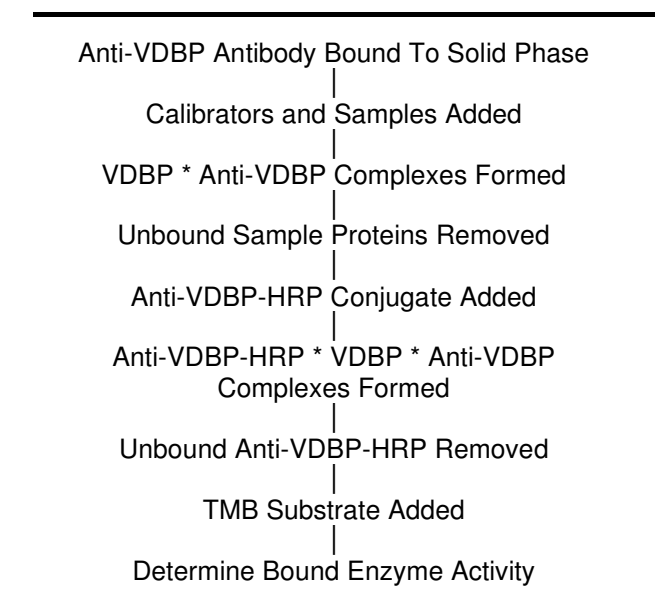 Anti-VDBP Antibody Bound To Solid Phase
Calibrators and Samples Added
VDBP * Anti-VDBP Complexes Formed
Unbound Sample Proteins Removed
Anti-VDBP-HRP Conjugate Added
Anti-VDBP-HRP * VDBP * Anti-VDBP
Complexes Formed
Unbound Anti-VDBP-HRP Removed
TMB Substrate Added
Determine Bound Enzyme Activity